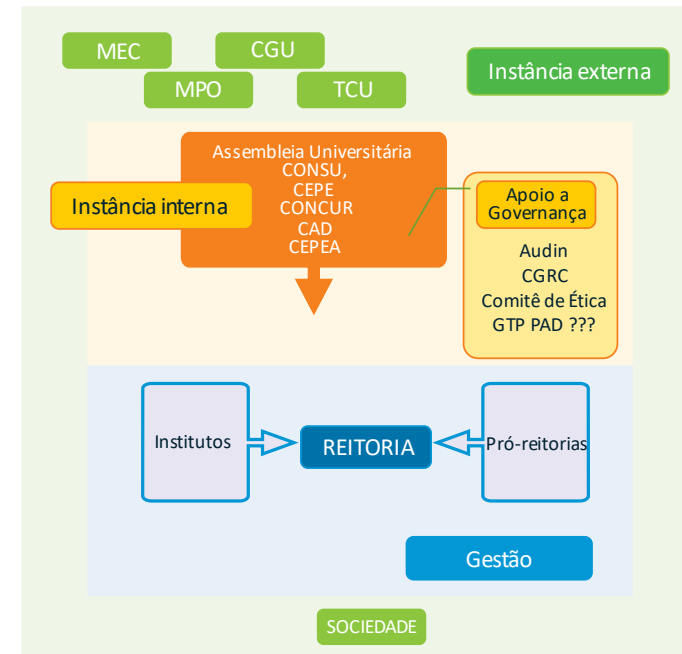 MEC
CGU
MPO
TCU
Instância externa
Assembleia Universitária
CONSU,
CEPE
CONCUR
CAD
CEPEA
Instância interna
Apoio a
Governança
Audin
CGRC
Comitê de Ética
GTP PAD ???
Institutos
REITORIA
Pró-reitorias
Gestão
SOCIEDADE